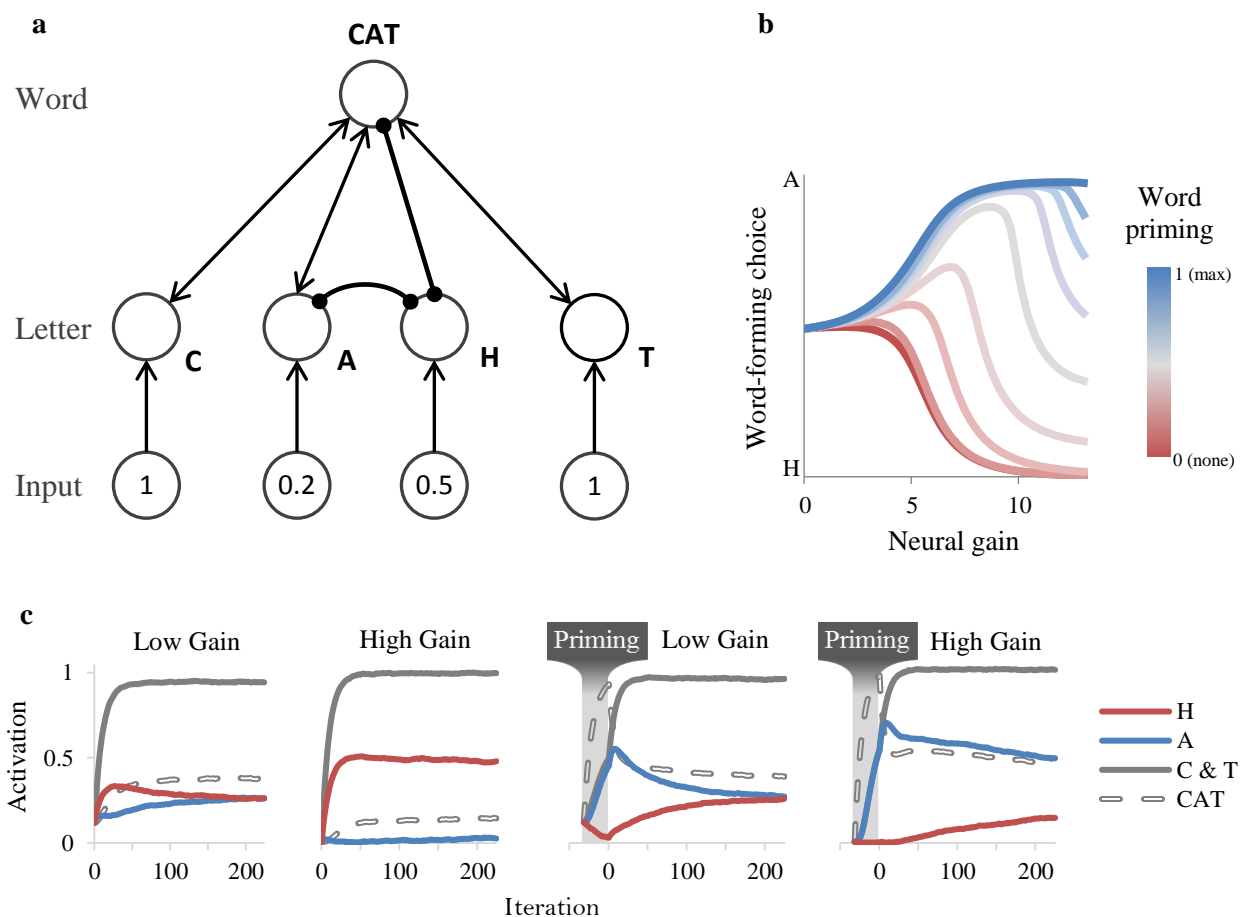 a
CAT
Word
Letter
C
A
H
T
Input
1
0.2
0.5
1
b
A
Word-forming choice
H
0
5
10
Neural gain
Word
priming
1 (max)
0 (none)
c
Low Gain
High Gain
Priming
Low Gain
Priming
High Gain
1
0.5
0
Activation
0 100 200
0 100 200
0 100 200
0 100 200
Iteration
H
A
C & T
CAT